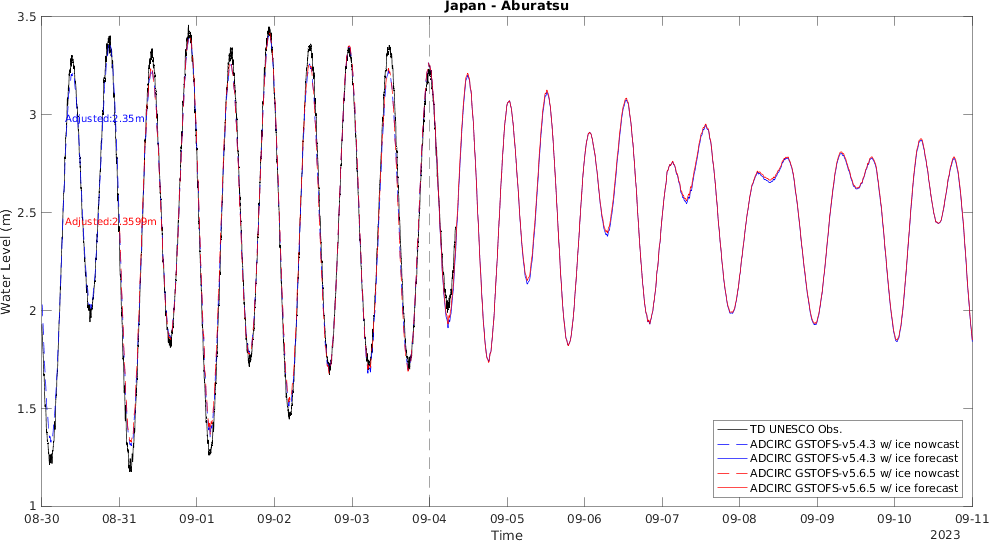 Japan - Aburatsu
3.5
3
2.5
2
1.5
1
Water Level (m)
Adjusted:2.35m
Adjusted:2.3599m
TD UNESCO Obs.
ADCIRC GSTOFS-v5.4.3 w/ ice nowcast
ADCIRC GSTOFS-v5.4.3 w/ ice forecast
ADCIRC GSTOFS-v5.6.5 w/ ice nowcast
ADCIRC GSTOFS-v5.6.5 w/ ice forecast
08-30 08-31 09-01 09-02 09-03 09-04 09-05 09-06 09-07 09-08 09-09 09-10 09-11
Time
2023